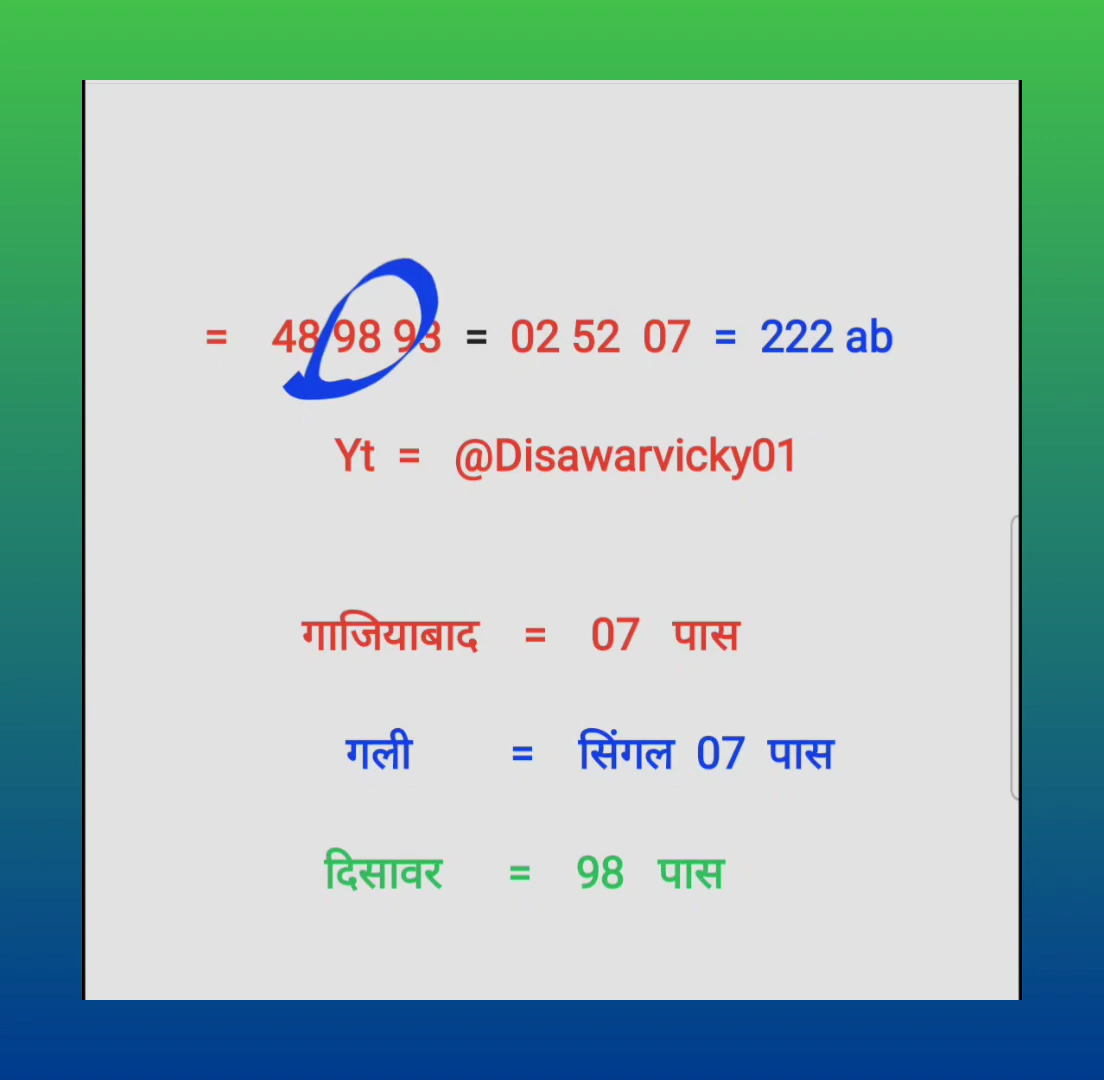 = 48 98 93 = 02 52 07 = 222 ab
Yt = @Disawarvicky01
गाजियाबाद = 07 पास
गली = सिंगल 07 पास
दिसावर = 98 पास